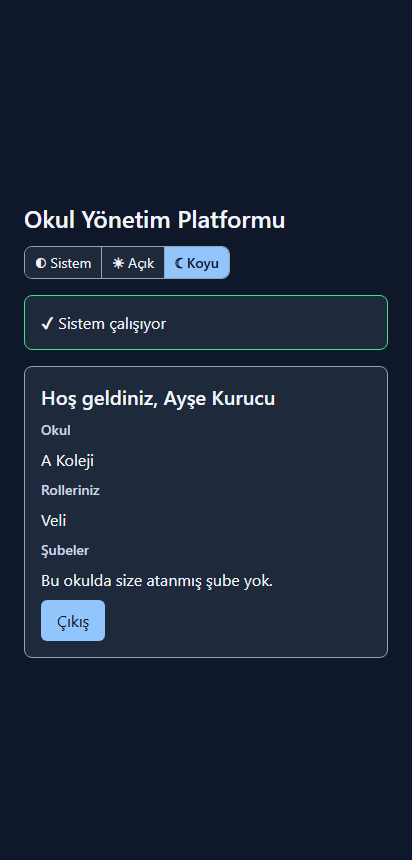 Okul Yönetim Platformu
◐ Sistem ☀ Açık ☾ Koyu
✔ Sistem çalışıyor
Hoş geldiniz, Ayşe Kurucu
Okul
A Koleji
Rolleriniz
Veli
Şubeler
Bu okulda size atanmış şube yok.
Çıkış